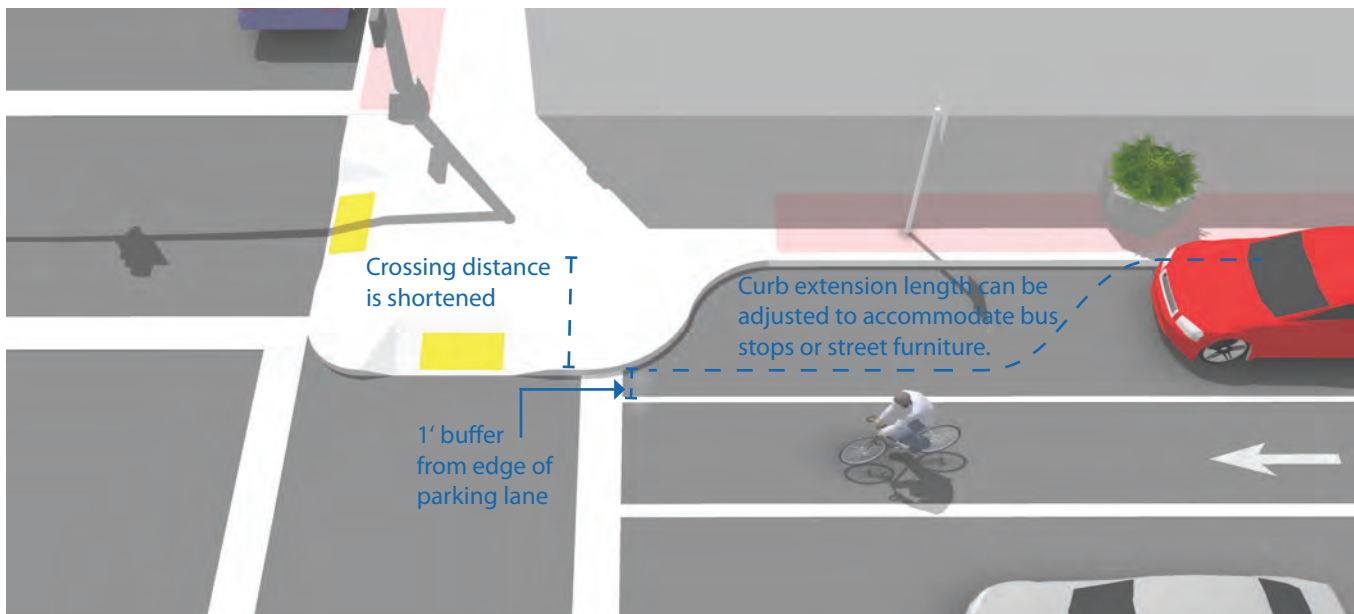 Crossing distance
is shortened
Curb extension length can be
adjusted to accommodate bus
stops or street furniture.
1‘ buffer
from edge of
parking lane